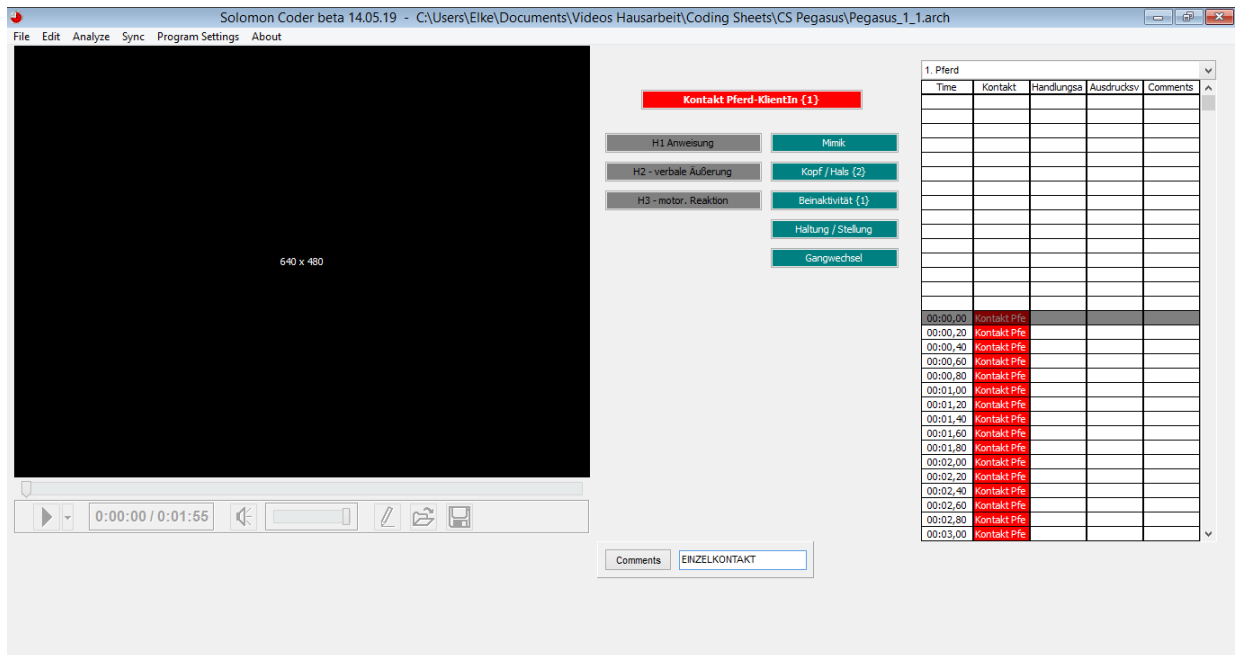 Solomon Coder beta 14.05.19 - C:\Users\Elke\Documents\Videos Hausarbeit\Coding Sheets\CS Pegasus\Pegasus_1_1.arch
File Edit Analyze Sync Program Settings About
640 x 480
0:00:00 / 0:01:55
Kontakt Pferd-KlientIn {1}
H1 Anweisung Mimik
H2 - verbale Äußerung Kopf / Hals {2}
H3 - motor. Reaktion Beinaktivität {1}
Haltung / Stellung
Gangwechsel
Comments EINZELKONTAKT
1. Pferd
Time Kontakt Handlungsa Ausdrucksv Comments
00:00,00 Kontakt Pfe
00:00,20 Kontakt Pfe
00:00,40 Kontakt Pfe
00:00,60 Kontakt Pfe
00:00,80 Kontakt Pfe
00:01,00 Kontakt Pfe
00:01,20 Kontakt Pfe
00:01,40 Kontakt Pfe
00:01,60 Kontakt Pfe
00:01,80 Kontakt Pfe
00:02,00 Kontakt Pfe
00:02,20 Kontakt Pfe
00:02,40 Kontakt Pfe
00:02,60 Kontakt Pfe
00:02,80 Kontakt Pfe
00:03,00 Kontakt Pfe